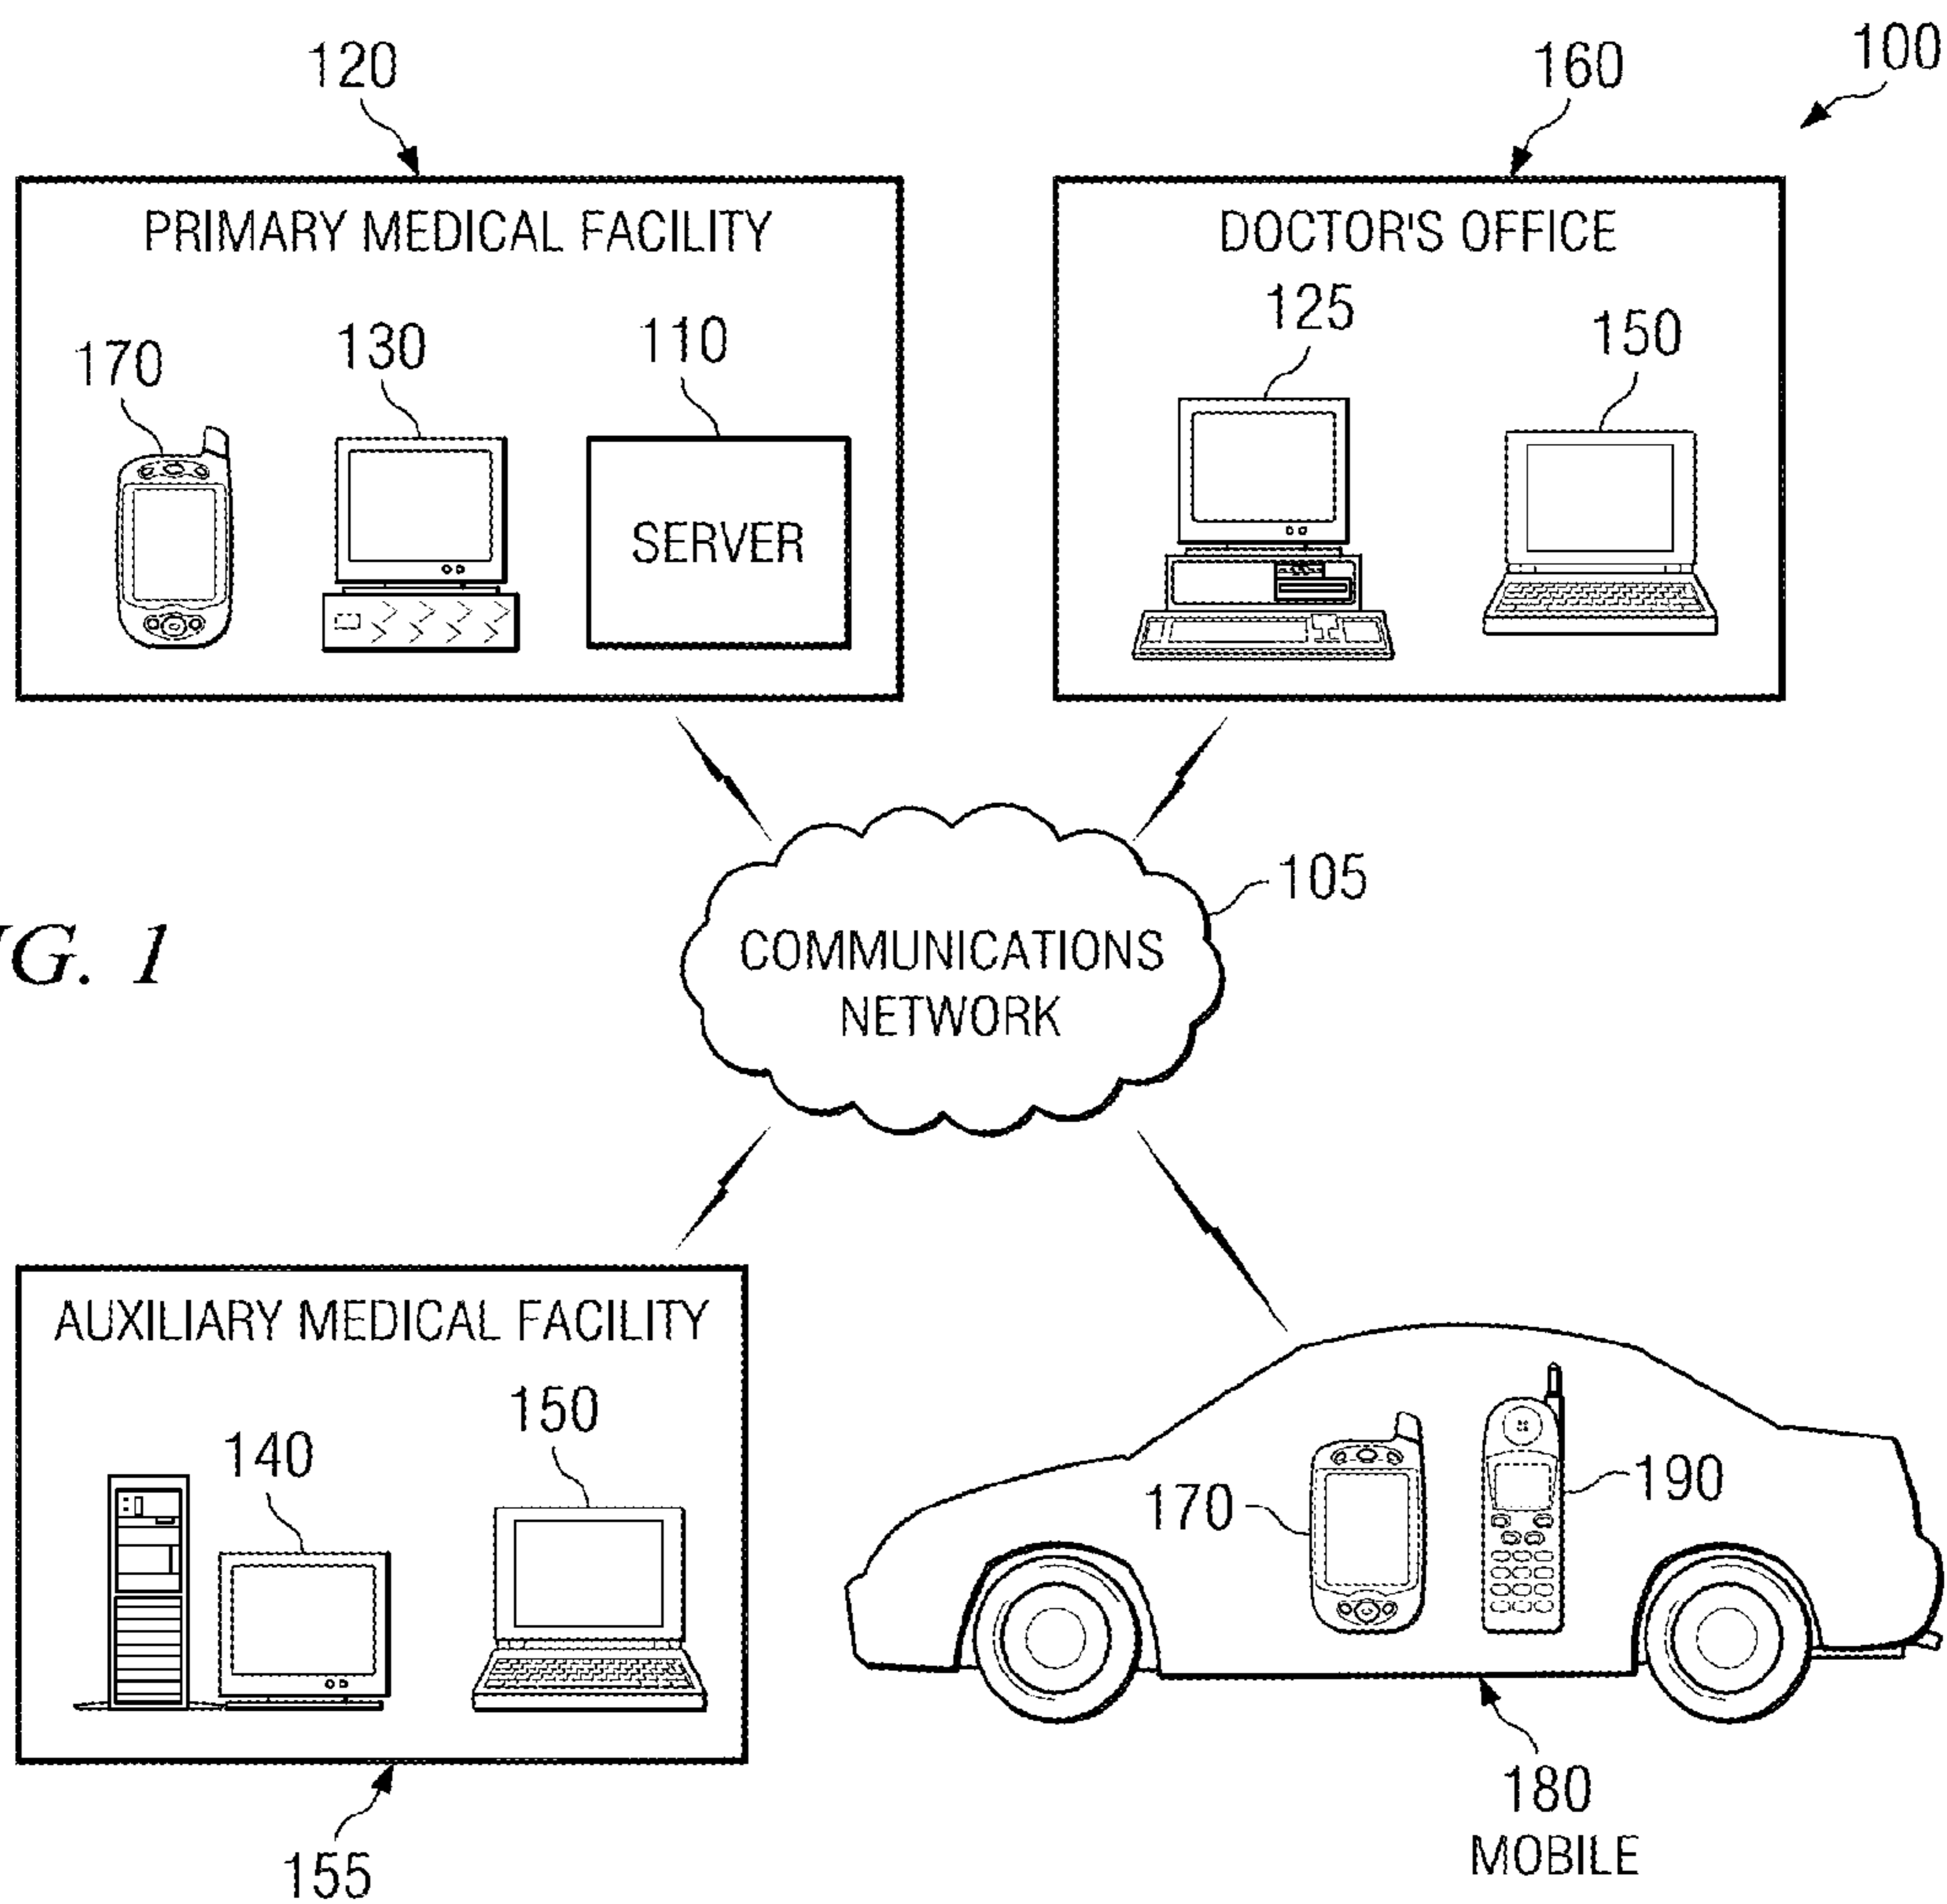 120
160
100
PRIMARY MEDICAL FACILITY
170
130
110
SERVER
DOCTOR'S OFFICE
125
150
105
COMMUNICATIONS
NETWORK
G. 1
AUXILIARY MEDICAL FACILITY
140
150
155
170
190
180
MOBILE